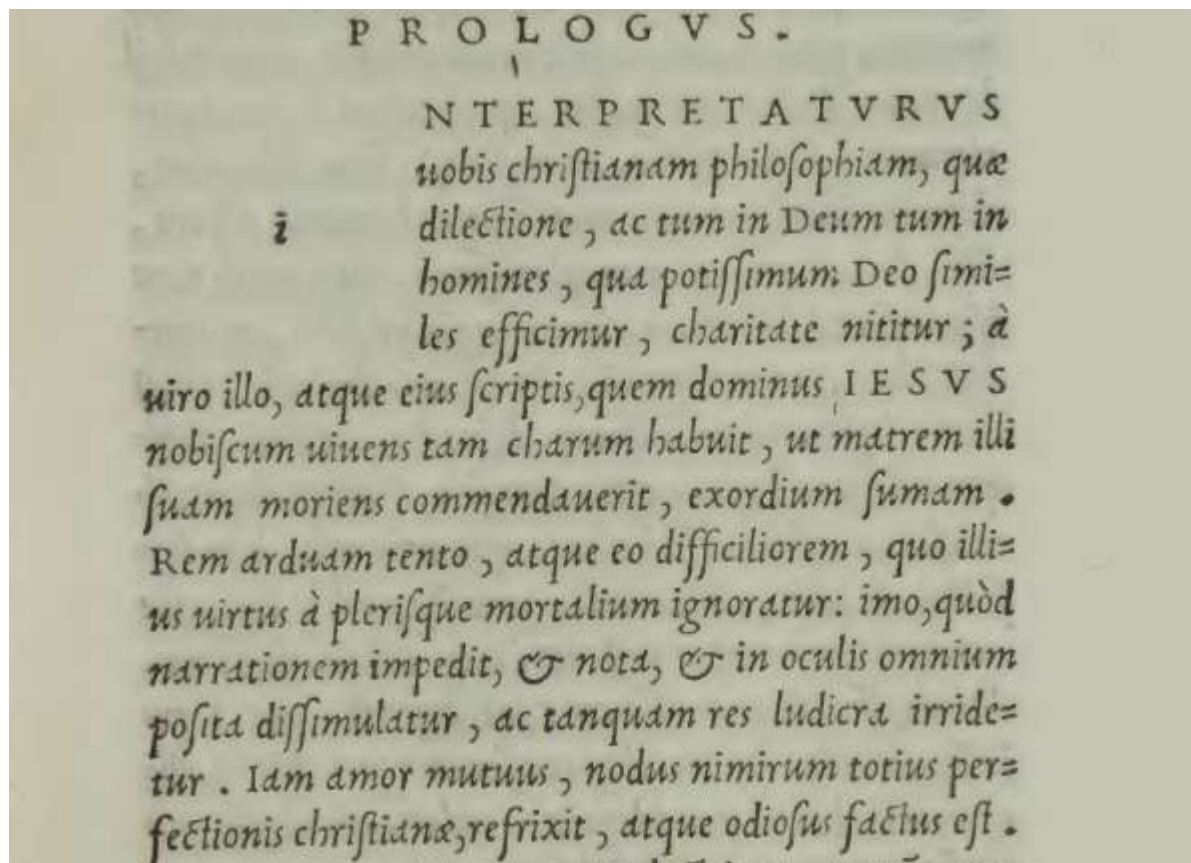 PROLOGVS.
NTERPRETATVRVS
uobis chriſtianam philoſophiam, quæ
i dilectione, ac tum in Deum tum in
homines, qua potiſſimum Deo ſimi=
les efficimur, charitate nititur; à
uiro illo, atque eius ſcriptis, quem dominus IESVS
nobiſcum uiuens tam charum habuit, ut matrem illi
ſuam moriens commendauerit, exordium ſumam.
Rem arduam tento, atque eo difficiliorem, quo illi=
us uirtus à pleriſque mortalium ignoratur: imo, quòd
narrationem impedit, & nota, & in oculis omnium
poſita diſſimulatur, ac tanquam res ludicra irride=
tur. Iam amor mutuus, nodus nimirum totius per=
fectionis chriſtianæ, refrixit, atque odioſus factus eſt.